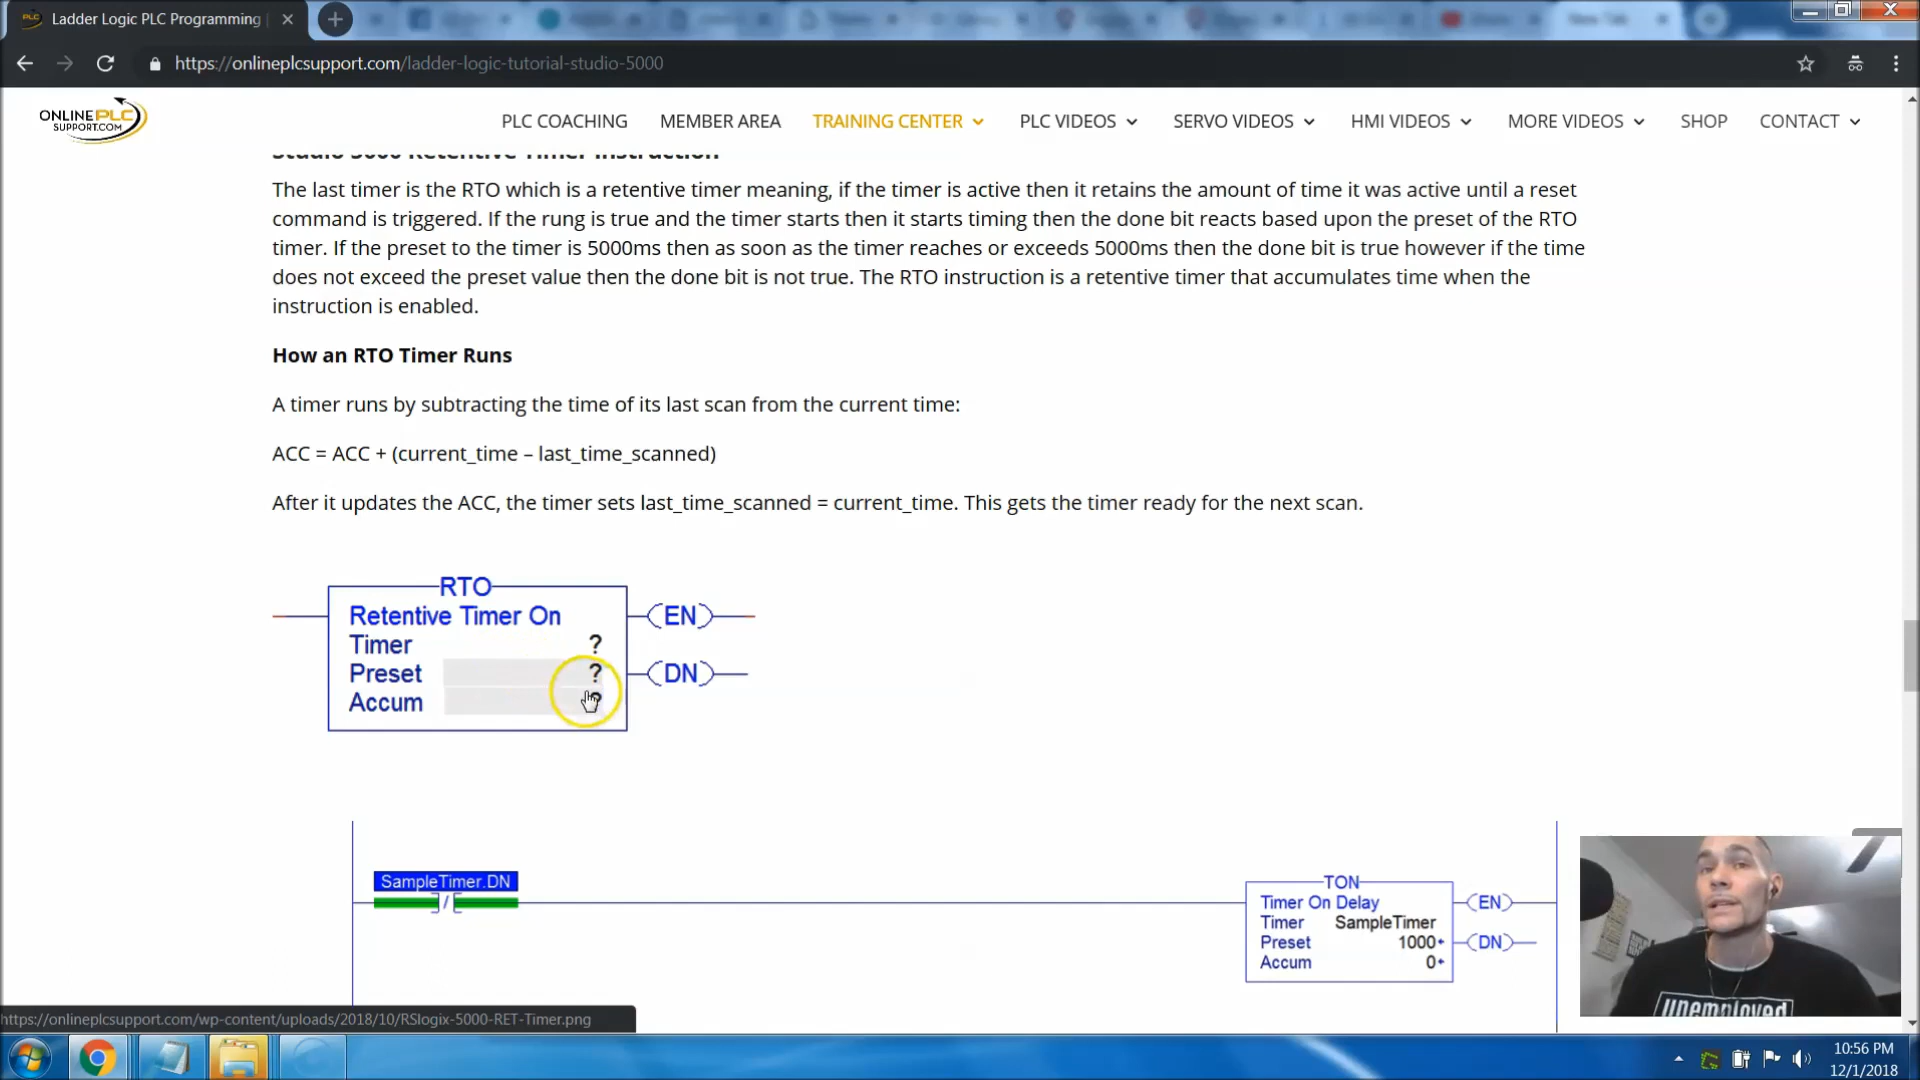 PLC Ladder Logic PLC Programming
New Tab
https://onlineplcsupport.com/ladder-logic-tutorial-studio-5000
ONLINEPLC
SUPPORT.COM
PLC COACHING
MEMBER AREA
TRAINING CENTER
PLC VIDEOS
SERVO VIDEOS
HMI VIDEOS
MORE VIDEOS
SHOP
CONTACT
Studio 5000 Retentive Timer Instruction
The last timer is the RTO which is a retentive timer meaning, if the timer is active then it retains the amount of time it was active until a reset
command is triggered. If the rung is true and the timer starts then it starts timing then the done bit reacts based upon the preset of the RTO
timer. If the preset to the timer is 5000ms then as soon as the timer reaches or exceeds 5000ms then the done bit is true however if the time
does not exceed the preset value then the done bit is not true. The RTO instruction is a retentive timer that accumulates time when the
instruction is enabled.
How an RTO Timer Runs
A timer runs by subtracting the time of its last scan from the current time:
ACC = ACC + (current_time – last_time_scanned)
After it updates the ACC, the timer sets last_time_scanned = current_time. This gets the timer ready for the next scan.
RTO
Retentive Timer On
EN
Timer ?
Preset ?
DN
Accum ?
SampleTimer.DN
TON
Timer On Delay
EN
Timer SampleTimer
Preset 1000
DN
Accum 0
unemployed
https://onlineplcsupport.com/wp-content/uploads/2018/10/RSlogix-5000-RET-Timer.png
10:56 PM
12/1/2018